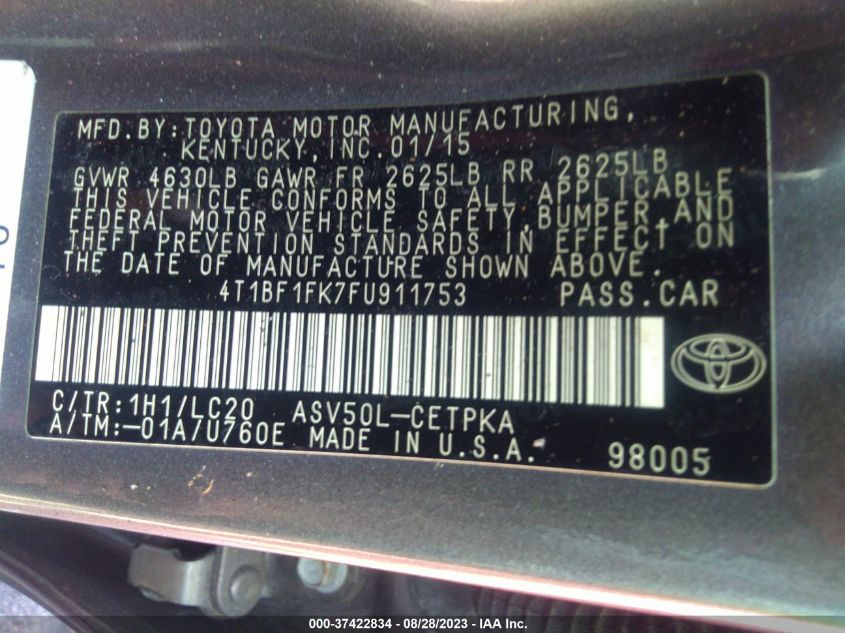 MFD.BY:TOYOTA MOTOR MANUFACTURING,
KENTUCKY,INC.01/15
GVWR 4630LB GAWR FR 2625LB RR 2625LB
THIS VEHICLE CONFORMS TO ALL APPLICABLE
FEDERAL MOTOR VEHICLE SAFETY,BUMPER,AND
THEFT PREVENTION STANDARDS IN EFFECT ON
THE DATE OF MANUFACTURE SHOWN ABOVE.
4T1BF1FK7FU911753 PASS.CAR
C/TR:1H1/LC20 ASV50L-CETPKA
A/TM:-01A/U760E MADE IN U.S.A. 98005
000-37422834 - 08/28/2023 - IAA Inc.